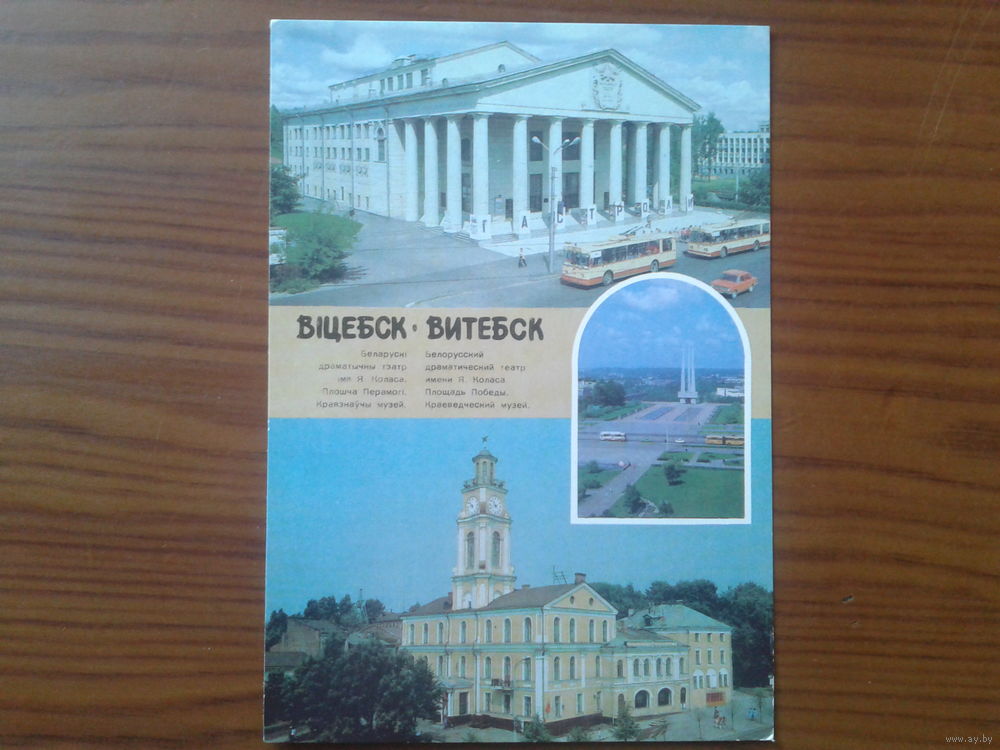 ГАСТРОЛИ
ВІЦЕБСК • ВИТЕБСК
Беларускі
драматычны тэатр
імя Я. Коласа.
Плошча Перамогі.
Краязнаўчы музей.
Белорусский
драматический театр
имени Я. Коласа
Площадь Победы.
Краеведческий музей.
www.ay.by